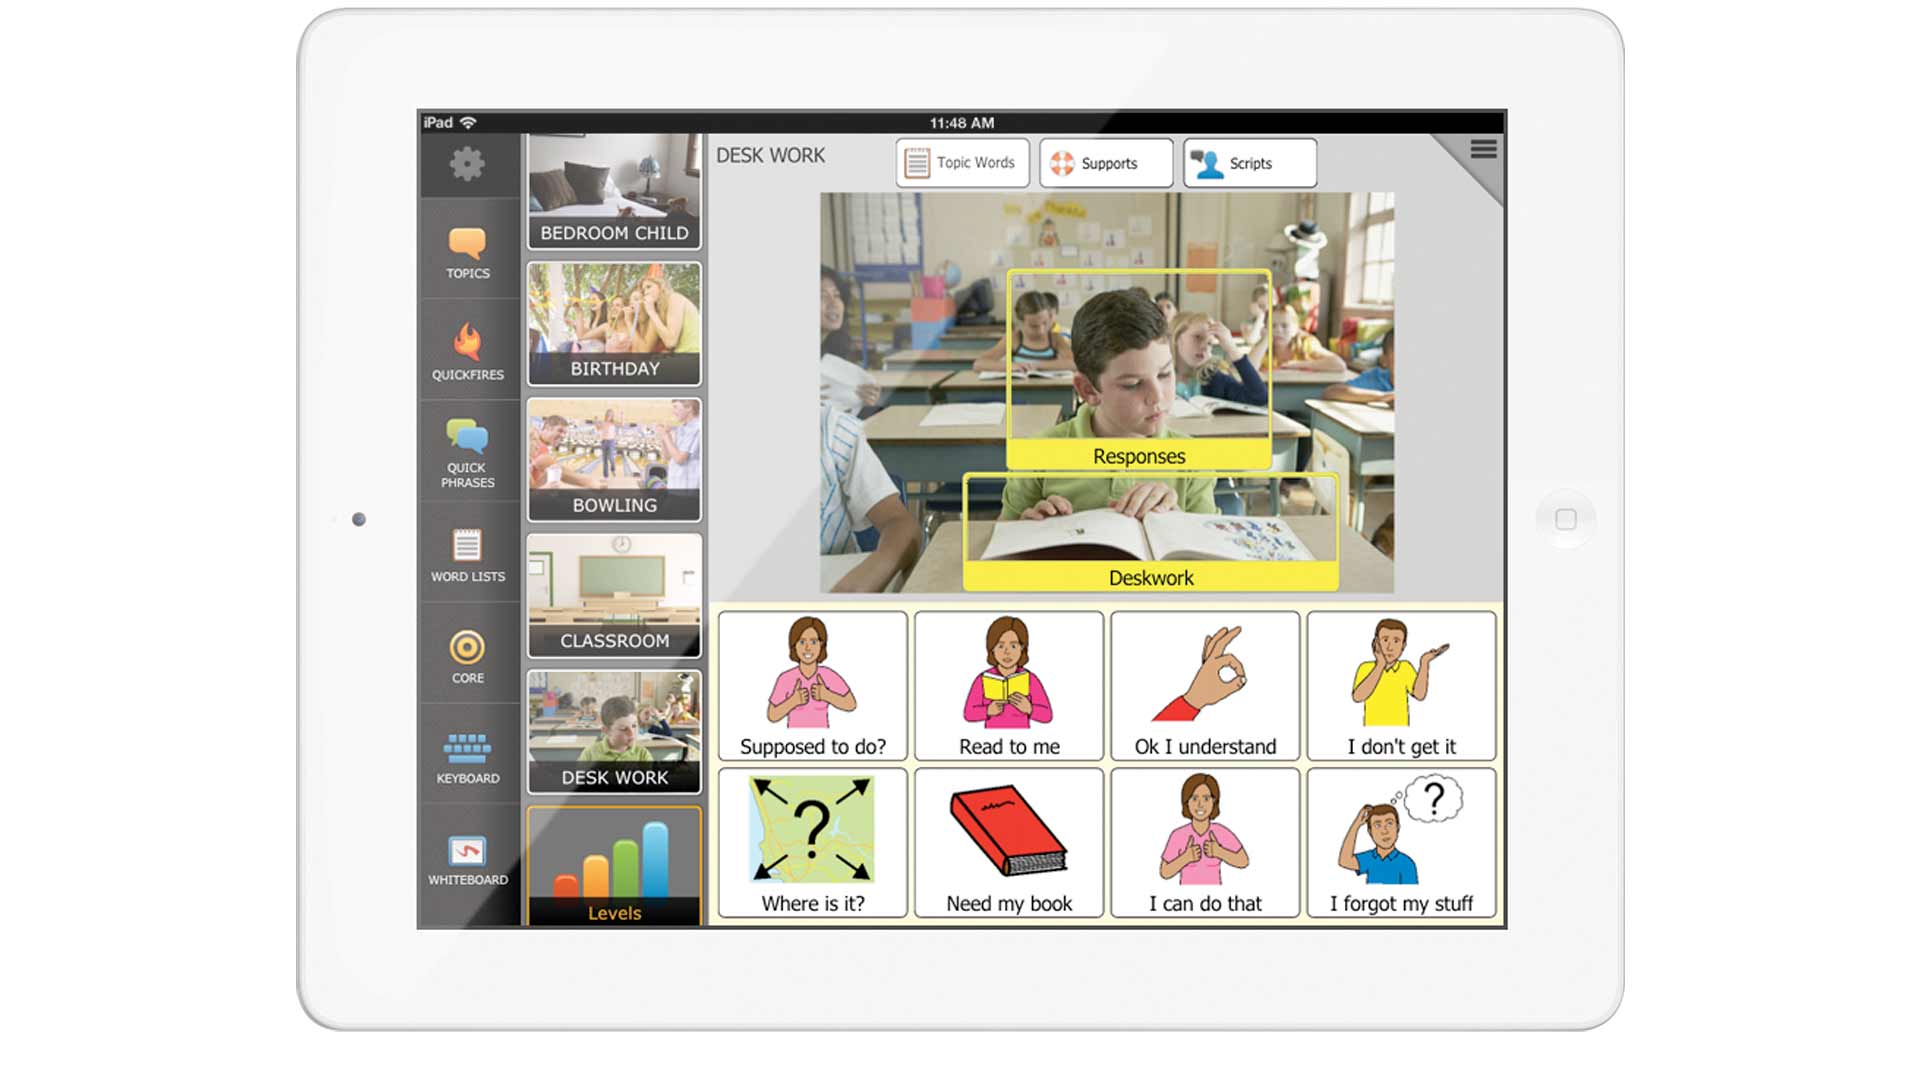 iPad
11:48 AM
TOPICS
QUICKFIRES
QUICK
PHRASES
WORD LISTS
CORE
KEYBOARD
WHITEBOARD
BEDROOM CHILD
BIRTHDAY
BOWLING
CLASSROOM
DESK WORK
Levels
DESK WORK
Topic Words
Supports
Scripts
Responses
Deskwork
Supposed to do?
Read to me
Ok I understand
I don't get it
Where is it?
Need my book
I can do that
I forgot my stuff